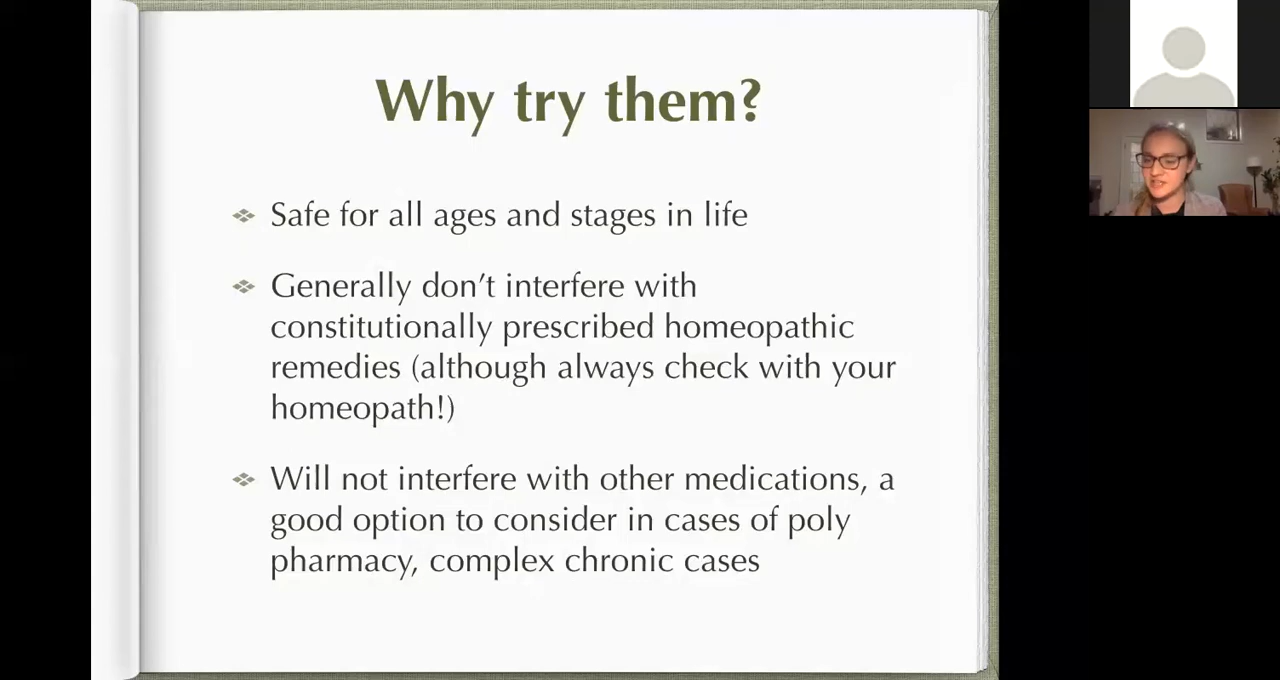 Why try them?
Safe for all ages and stages in life
Generally don’t interfere with
constitutionally prescribed homeopathic
remedies (although always check with your
homeopath!)
Will not interfere with other medications, a
good option to consider in cases of poly
pharmacy, complex chronic cases